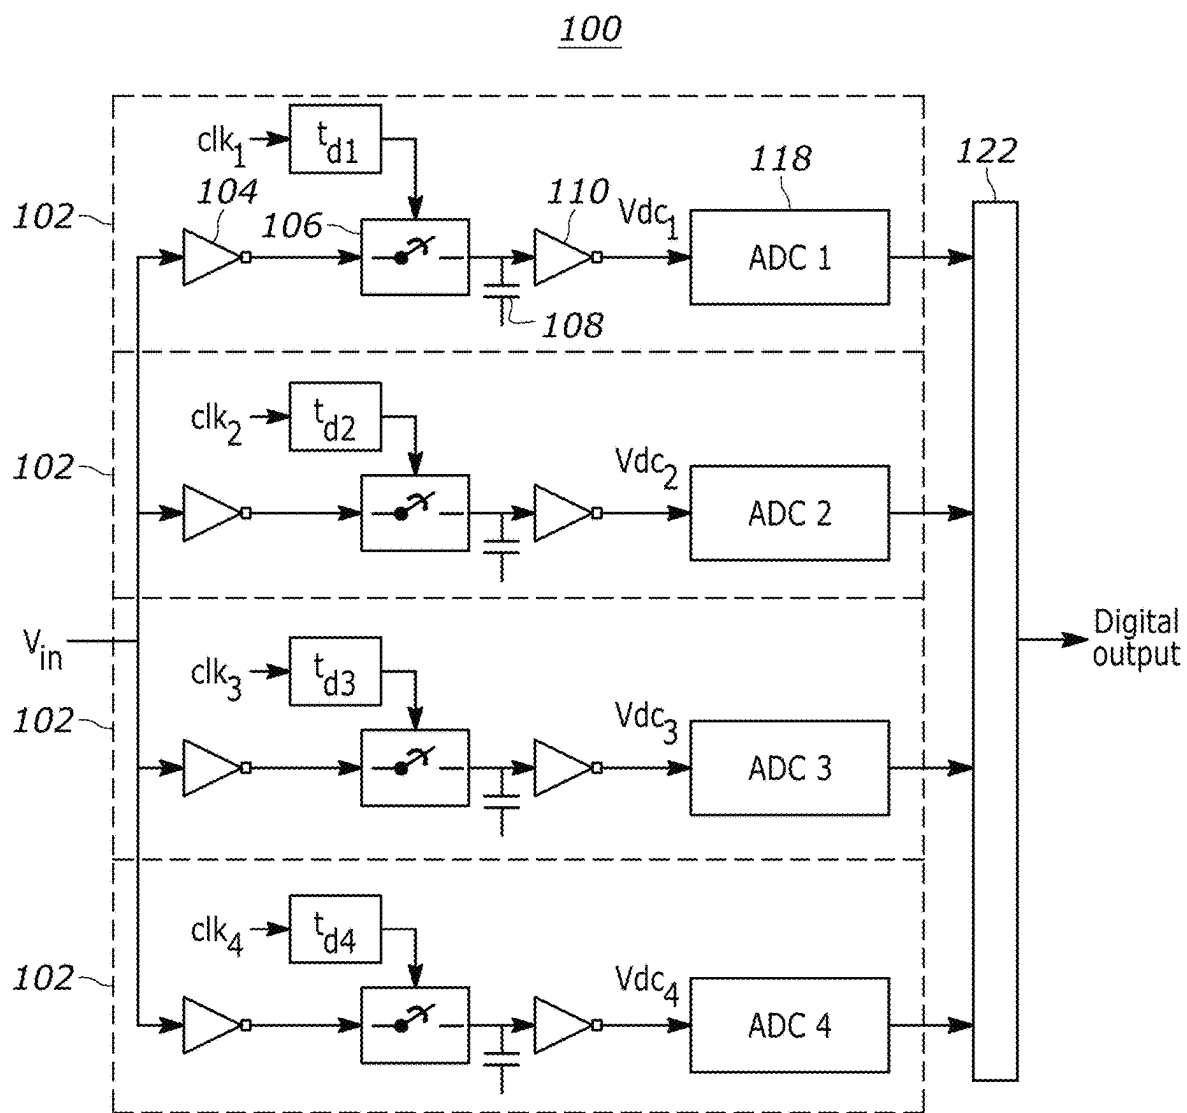 100
clk1
td1
104
102
106
110
Vdc1
118
ADC 1
122
108
clk2
td2
102
Vdc2
ADC 2
Vin
Digital
output
clk3
td3
102
Vdc3
ADC 3
clk4
td4
102
Vdc4
ADC 4